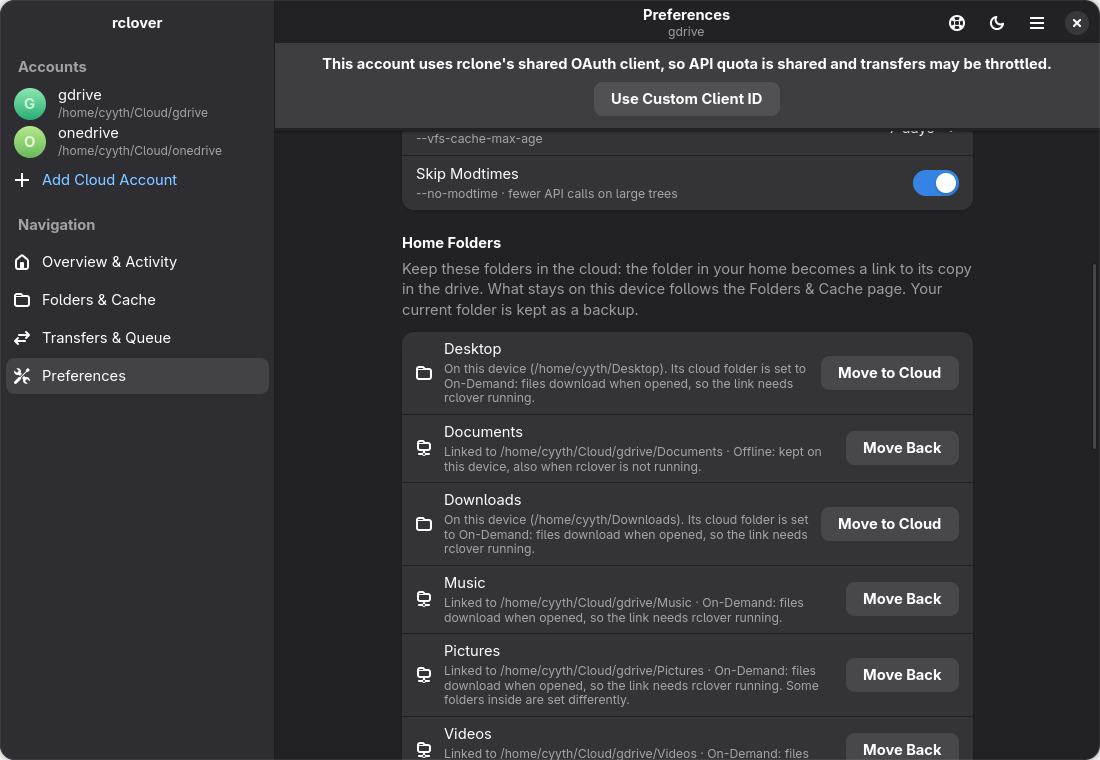 rclover
Accounts
G
gdrive
/home/cyyth/Cloud/gdrive
O
onedrive
/home/cyyth/Cloud/onedrive
Add Cloud Account
Navigation
Overview & Activity
Folders & Cache
Transfers & Queue
Preferences
Preferences
gdrive
This account uses rclone's shared OAuth client, so API quota is shared and transfers may be throttled.
Use Custom Client ID
--vfs-cache-max-age
7 days
Skip Modtimes
--no-modtime · fewer API calls on large trees
Home Folders
Keep these folders in the cloud: the folder in your home becomes a link to its copy
in the drive. What stays on this device follows the Folders & Cache page. Your
current folder is kept as a backup.
Desktop
On this device (/home/cyyth/Desktop). Its cloud folder is set to
On-Demand: files download when opened, so the link needs
rclover running.
Move to Cloud
Documents
Linked to /home/cyyth/Cloud/gdrive/Documents · Offline: kept on
this device, also when rclover is not running.
Move Back
Downloads
On this device (/home/cyyth/Downloads). Its cloud folder is set
to On-Demand: files download when opened, so the link needs
rclover running.
Move to Cloud
Music
Linked to /home/cyyth/Cloud/gdrive/Music · On-Demand: files
download when opened, so the link needs rclover running.
Move Back
Pictures
Linked to /home/cyyth/Cloud/gdrive/Pictures · On-Demand: files
download when opened, so the link needs rclover running. Some
folders inside are set differently.
Move Back
Videos
Linked to /home/cyyth/Cloud/gdrive/Videos · On-Demand: files
Move Back